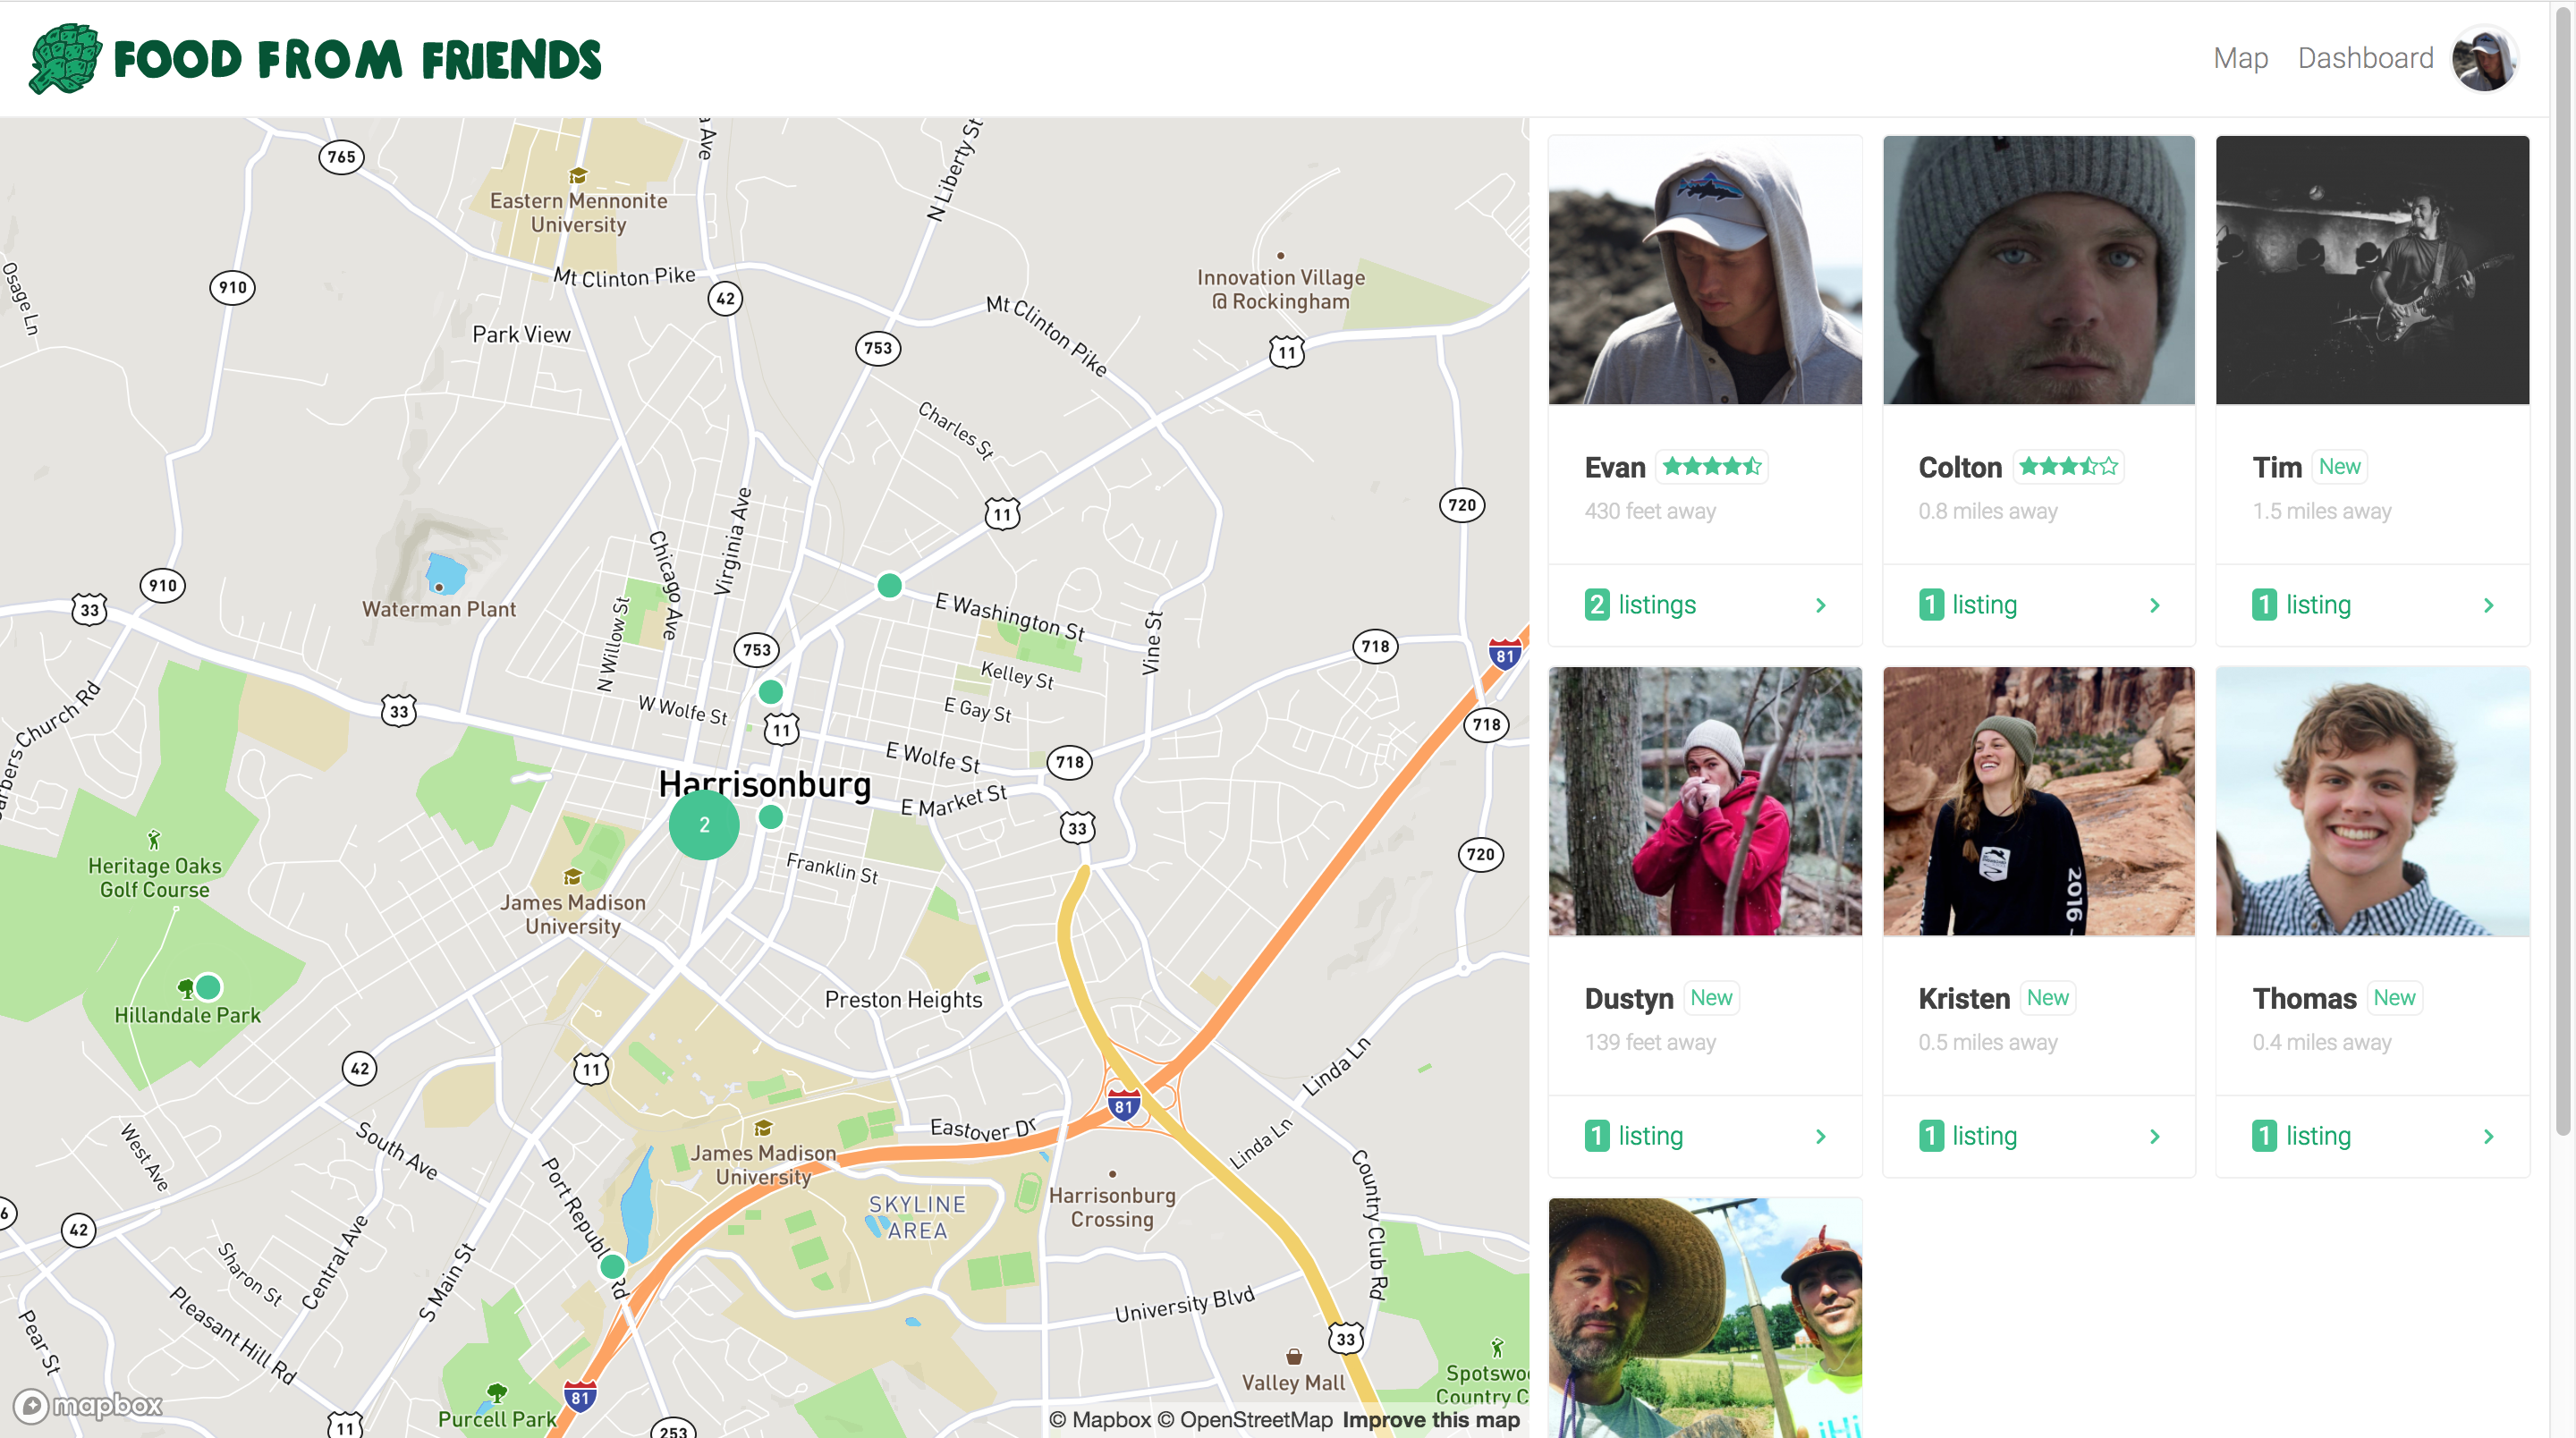 FOOD FROM FRIENDS
Map
Dashboard
765
Eastern Mennonite
University
N Liberty St
Osage Ln
910
Mt Clinton Pike
42
Innovation Village
@ Rockingham
Park View
Mt Clinton Pike
753
11
Charles St
11
720
Virginia Ave
Chicago Ave
Waterman Plant
910
33
N Willow St
E Washington St
Vine St
753
718
81
Kelley St
W Wolfe St
33
E Gay St
11
718
E Wolfe St
718
Harrisonburg
E Market St
2
33
720
Heritage Oaks
Golf Course
Franklin St
James Madison
University
Hillandale Park
Preston Heights
42
11
Linda Ln
81
West Ave
South Ave
Eastover Dr
Linda Ln
James Madison
University
Harrisonburg
Crossing
SKYLINE
AREA
Country Club Rd
6
42
Sharon St
Central Ave
S Main St
Pleasant Hill Rd
Pear St
University Blvd
33
Valley Mall
81
Purcell Park
11
253
mapbox
© Mapbox © OpenStreetMap Improve this map
Evan
430 feet away
2 listings
Colton
0.8 miles away
1 listing
Tim New
1.5 miles away
1 listing
2016
Dustyn New
139 feet away
1 listing
Kristen New
0.5 miles away
1 listing
Thomas New
0.4 miles away
1 listing